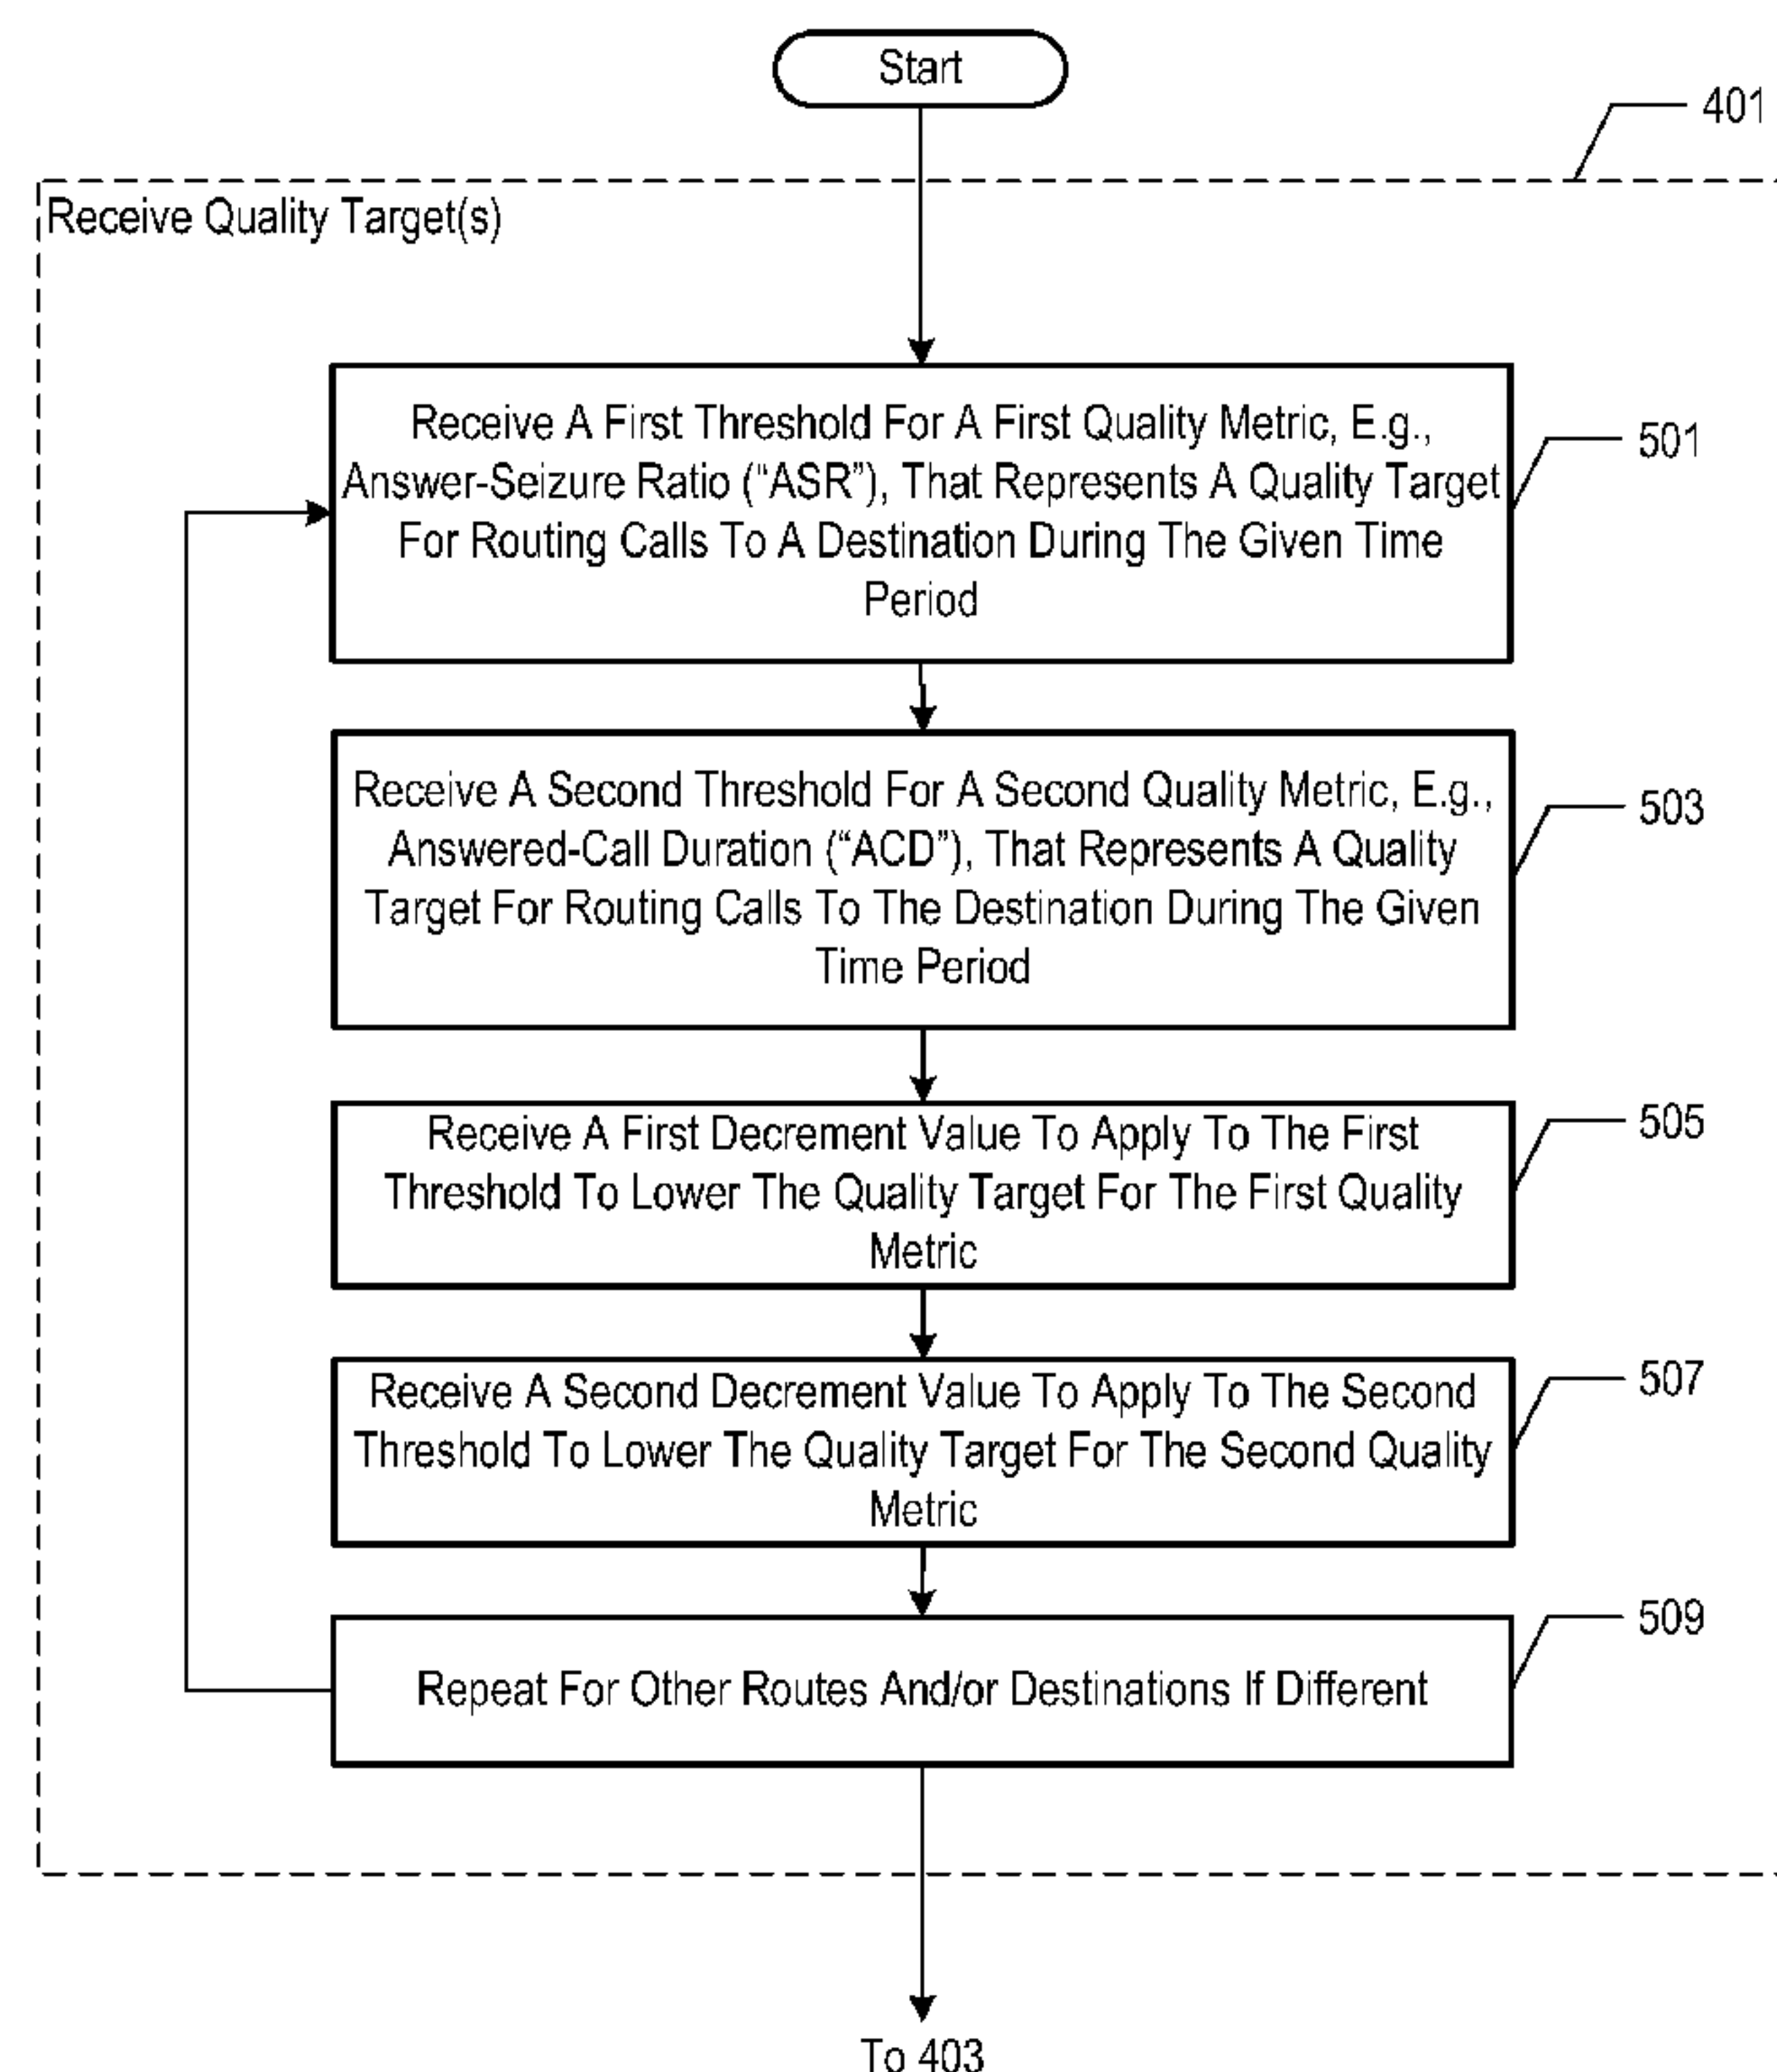 Start
401
Receive Quality Target(s)
Receive A First Threshold For A First Quality Metric, E.g.,
Answer-Seizure Ratio (“ASR”), That Represents A Quality Target
For Routing Calls To A Destination During The Given Time
Period
501
Receive A Second Threshold For A Second Quality Metric, E.g.,
Answered-Call Duration (“ACD”), That Represents A Quality
Target For Routing Calls To The Destination During The Given
Time Period
503
Receive A First Decrement Value To Apply To The First
Threshold To Lower The Quality Target For The First Quality
Metric
505
Receive A Second Decrement Value To Apply To The Second
Threshold To Lower The Quality Target For The Second Quality
Metric
507
Repeat For Other Routes And/or Destinations If Different
509
To 403